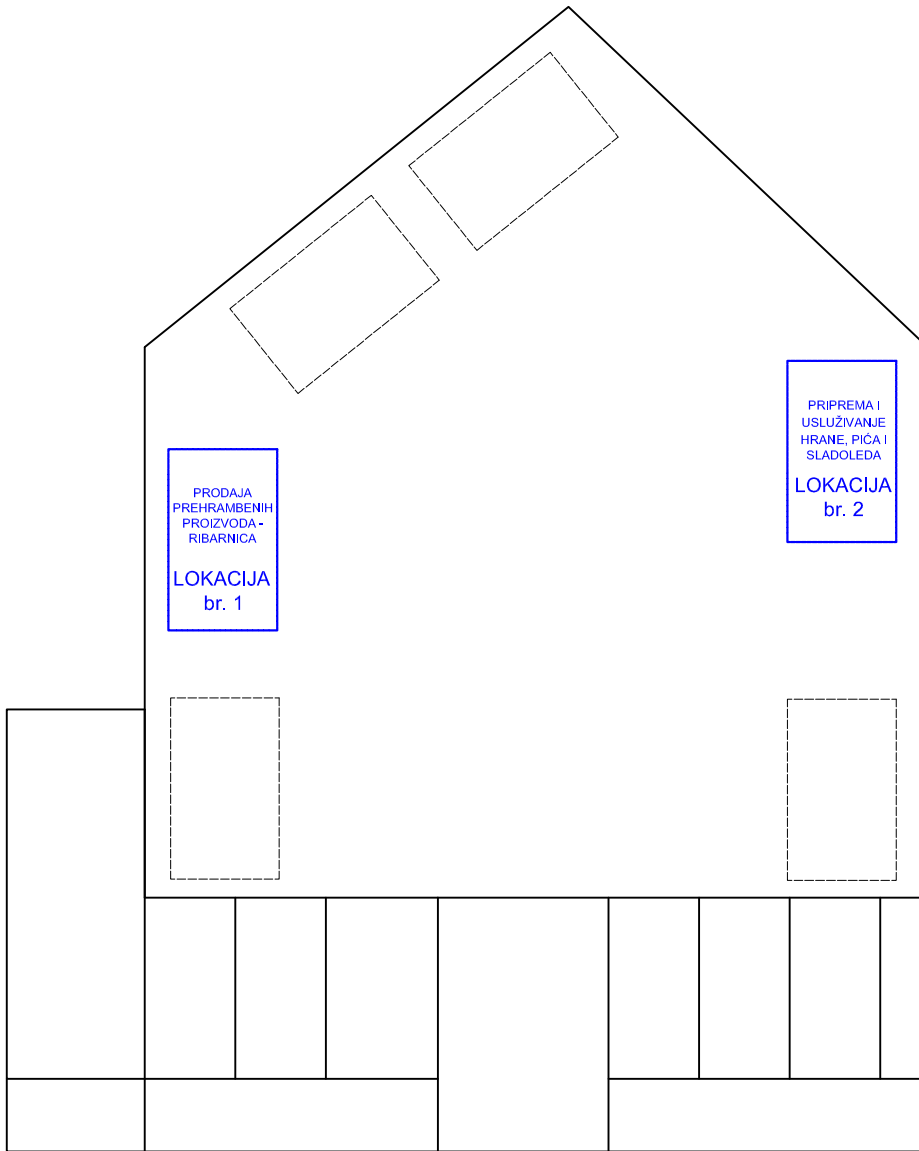 PRODAJA
PREHRAMBENIH
PROIZVODA -
RIBARNICA
LOKACIJA
br. 1
PRIPREMA I
USLUŽIVANJE
HRANE, PIĆA I
SLADOLEDA
LOKACIJA
br. 2